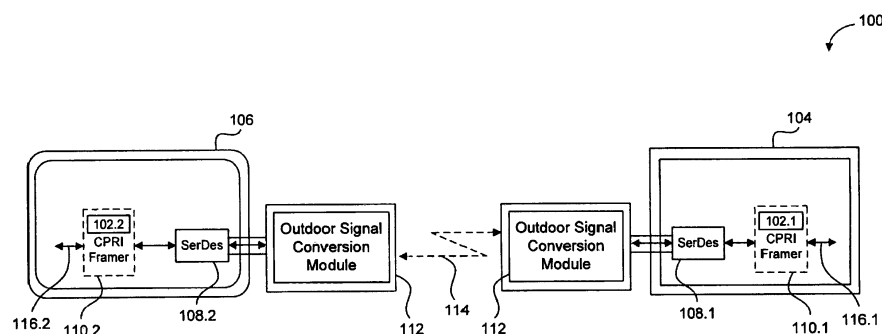 100
106
104
102.2
CPRI
Framer
SerDes
Outdoor Signal
Conversion
Module
Outdoor Signal
Conversion
Module
SerDes
102.1
CPRI
Framer
116.2
110.2
108.2
112
114
112
108.1
110.1
116.1